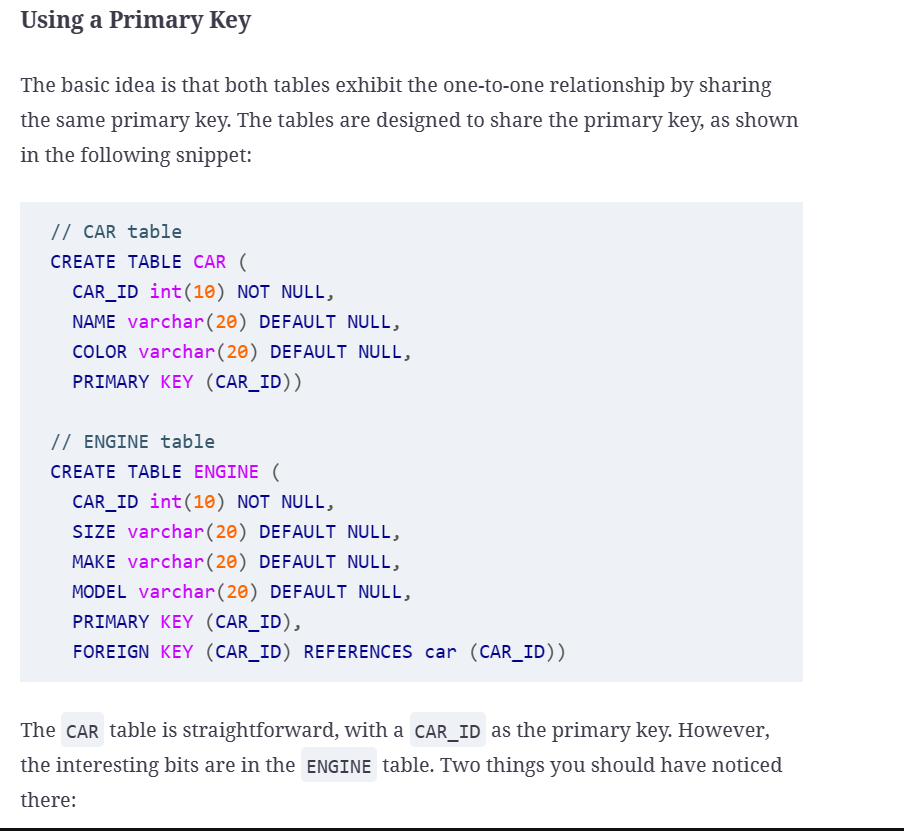 Using a Primary Key
The basic idea is that both tables exhibit the one-to-one relationship by sharing
the same primary key. The tables are designed to share the primary key, as shown
in the following snippet:
// CAR table
CREATE TABLE CAR (
  CAR_ID int(10) NOT NULL,
  NAME varchar(20) DEFAULT NULL,
  COLOR varchar(20) DEFAULT NULL,
  PRIMARY KEY (CAR_ID))
// ENGINE table
CREATE TABLE ENGINE (
  CAR_ID int(10) NOT NULL,
  SIZE varchar(20) DEFAULT NULL,
  MAKE varchar(20) DEFAULT NULL,
  MODEL varchar(20) DEFAULT NULL,
  PRIMARY KEY (CAR_ID),
  FOREIGN KEY (CAR_ID) REFERENCES car (CAR_ID))
The CAR table is straightforward, with a CAR_ID as the primary key. However,
the interesting bits are in the ENGINE table. Two things you should have noticed
there: